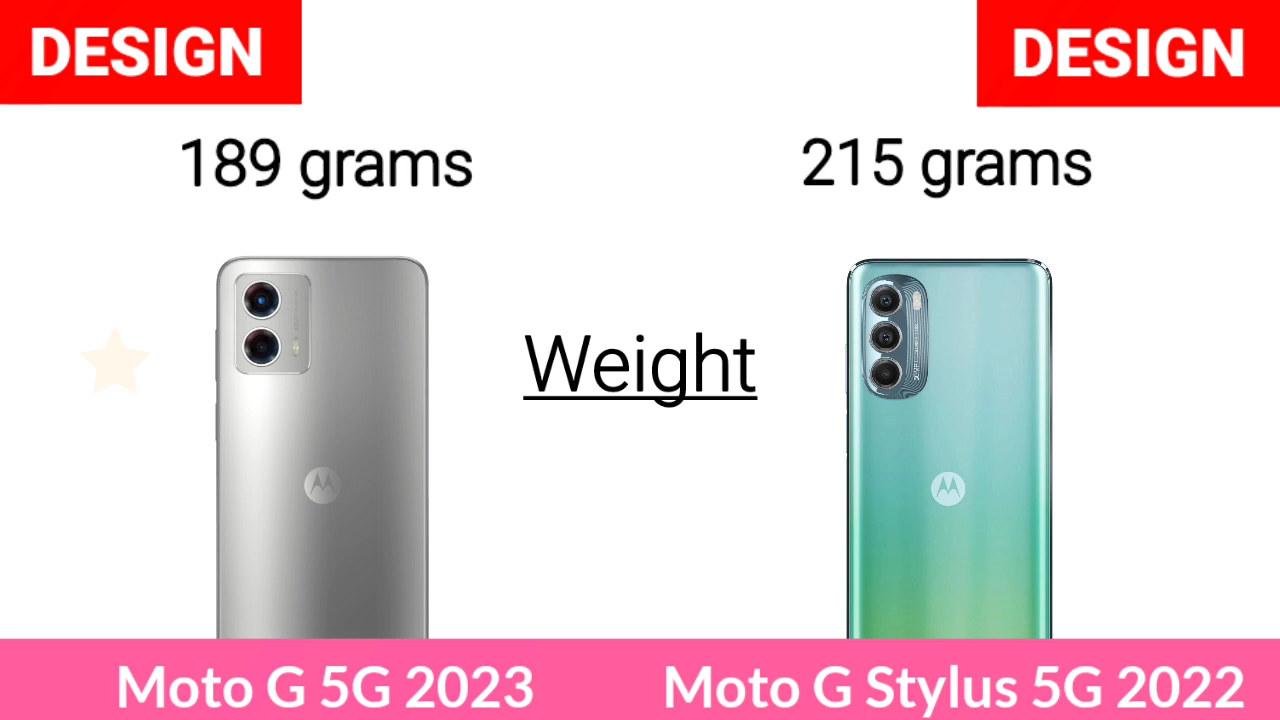 DESIGN
DESIGN
189 grams
215 grams
Weight
Moto G 5G 2023
Moto G Stylus 5G 2022